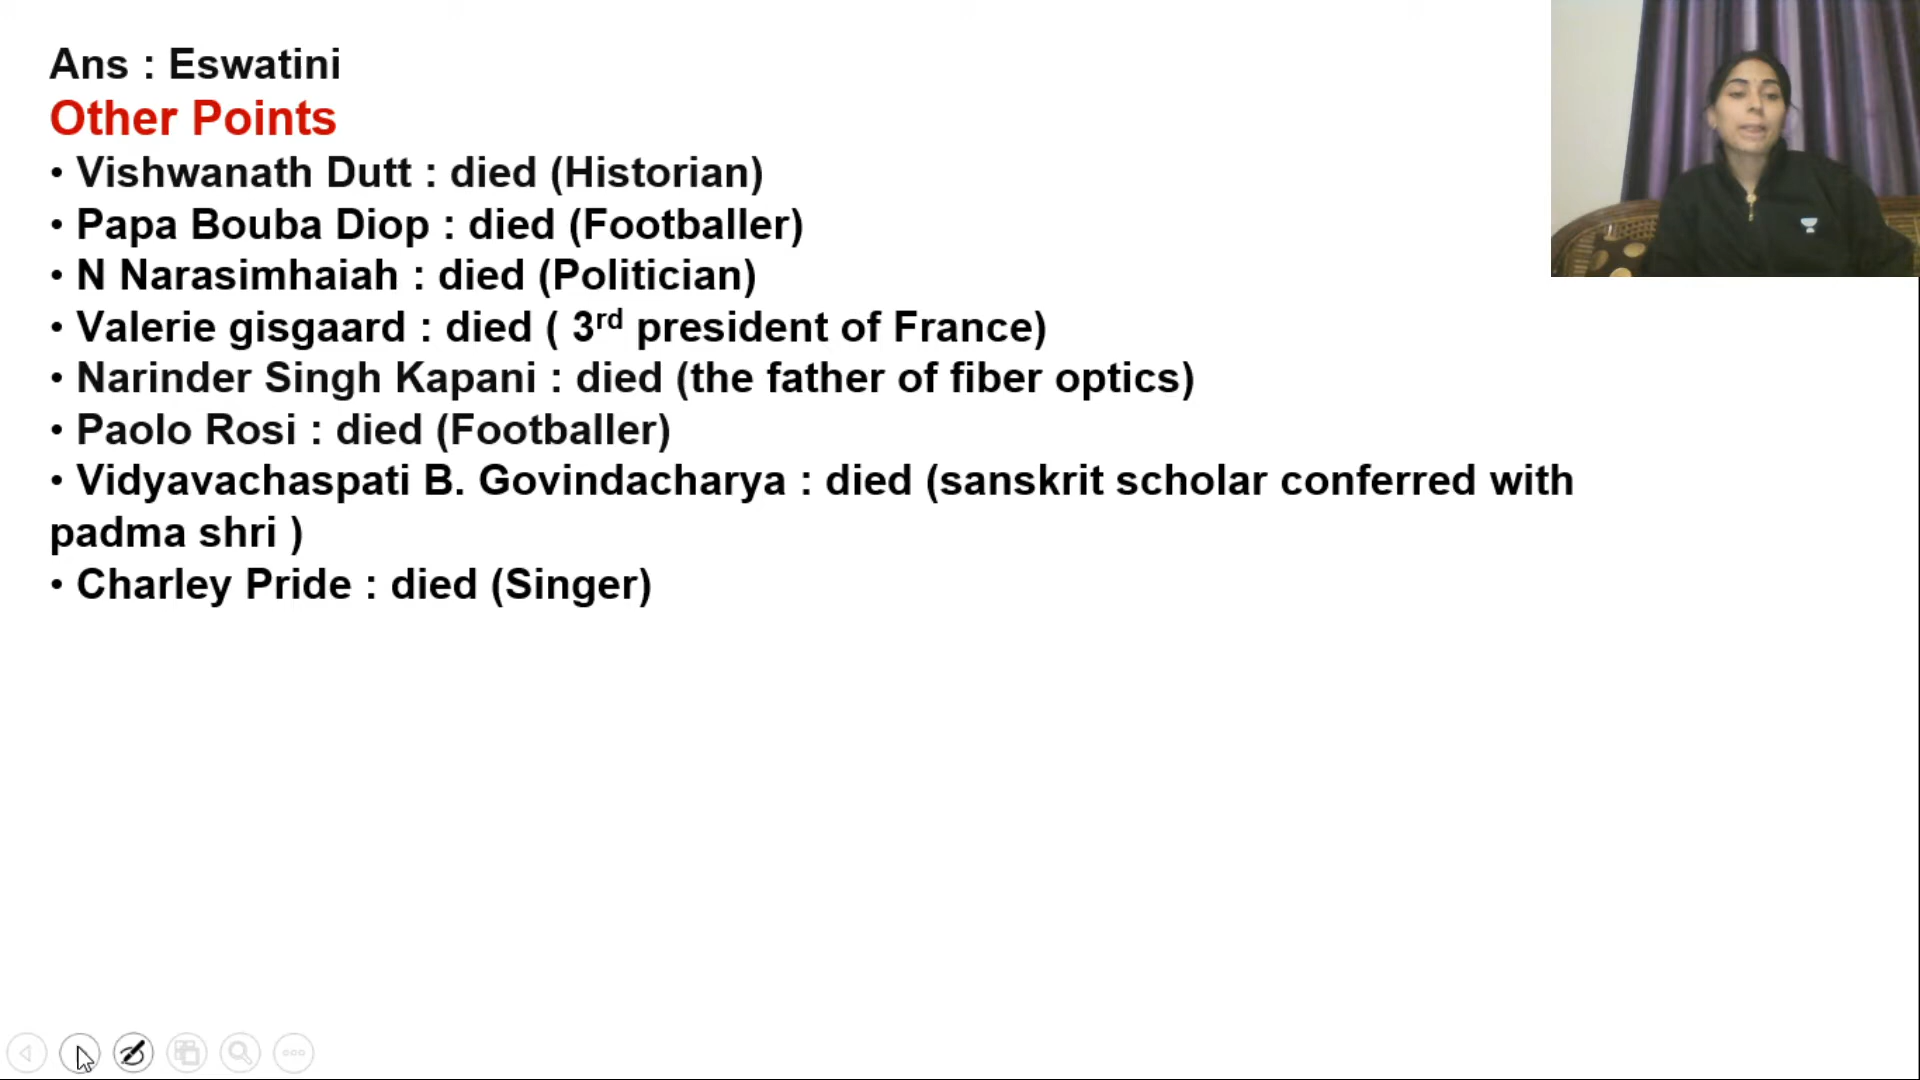 Ans : Eswatini
Other Points
• Vishwanath Dutt : died (Historian)
• Papa Bouba Diop : died (Footballer)
• N Narasimhaiah : died (Politician)
• Valerie gisgaard : died ( 3rd president of France)
• Narinder Singh Kapani : died (the father of fiber optics)
• Paolo Rosi : died (Footballer)
• Vidyavachaspati B. Govindacharya : died (sanskrit scholar conferred with
padma shri )
• Charley Pride : died (Singer)